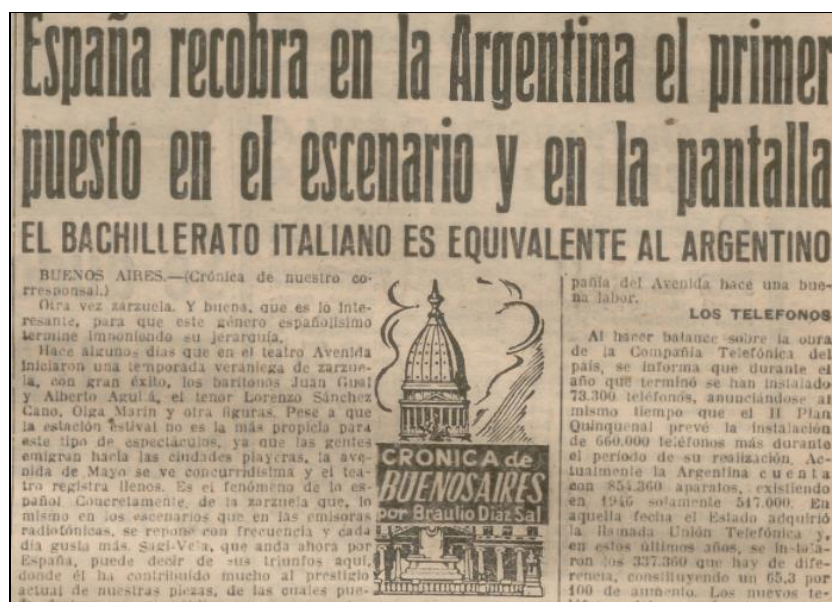 España recobra en la Argentina el primer
puesto en el escenario y en la pantalla
EL BACHILLERATO ITALIANO ES EQUIVALENTE AL ARGENTINO
BUENOS AIRES.—(Crónica de nuestro co-
rresponsal.)
Otra vez zarzuela. Y buena, que es lo inte-
resante, para que este género españolísimo
termine imponiendo su jerarquía.
Hace algunos días que en el teatro Avenida
iniciaron una temporada veraniega de zarzue-
la, con gran éxito, los barítonos Juan Gual
y Alberto Aguilá, el tenor Lorenzo Sánchez
Cano, Olga Marín y otra figuras. Pese a que
la estación estival no es la más propicia para
este tipo de espectáculos, ya que las gentes
emigran hacia las ciudades playeras, la ave-
nida de Mayo se ve concurridísima y el tea-
tro registra llenos. Es el fenómeno de lo es-
pañol Concretamente, de la zarzuela que, lo
mismo en los escenarios que en las emisoras
radiofónicas, se repone con frecuencia y cada
día gusta más. Sagi-Vela, que anda ahora por
España, puede decir de sus triunfos aquí,
donde él ha contribuído mucho al prestigio
actual de nuestras piezas, de las cuales pue-
CRONICA de
BUENOS AIRES
por Braulio Díaz Sal
pañía del Avenida hace una bue-
na labor.
LOS TELEFONOS
Al hacer balance sobre la obra
de la Compañía Telefónica del
país, se informa que durante el
año que terminó se han instalado
73.300 teléfonos, anunciándose al
mismo tiempo que el II Plan
Quinquenal prevé la instalación
de 660.000 teléfonos más durante
el período de su realización. Ac-
tualmente la Argentina cuenta
con 854.360 aparatos, existiendo
en 1946 solamente 517.000. En
aquella fecha el Estado adquirió
la llamada Unión Telefónica y,
en estos últimos años, se instala-
ron los 337.360 que hay de dife-
rencia, constituyendo un 65,3 por
100 de aumento. Los nuevos te-